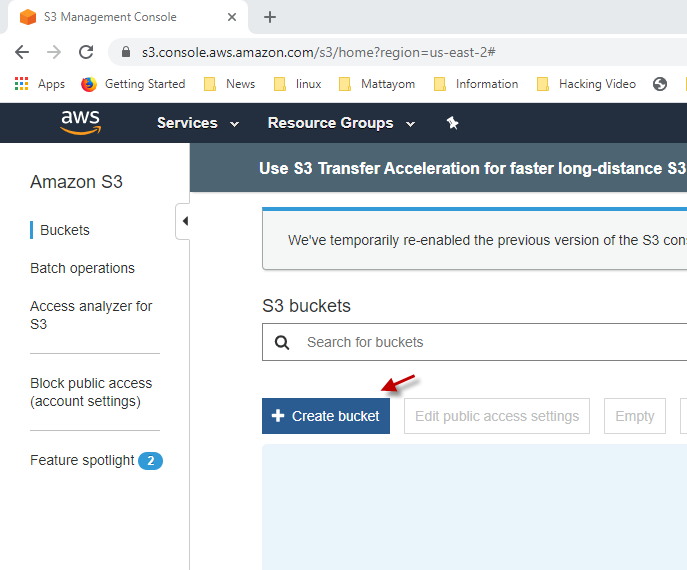 S3 Management Console
s3.console.aws.amazon.com/s3/home?region=us-east-2#
Apps Getting Started News linux Mattayom Information Hacking Video
aws Services Resource Groups
Amazon S3
Buckets
Batch operations
Access analyzer for
S3
Block public access
(account settings)
Feature spotlight 2
Use S3 Transfer Acceleration for faster long-distance S3
We've temporarily re-enabled the previous version of the S3 con
S3 buckets
Search for buckets
Create bucket Edit public access settings Empty